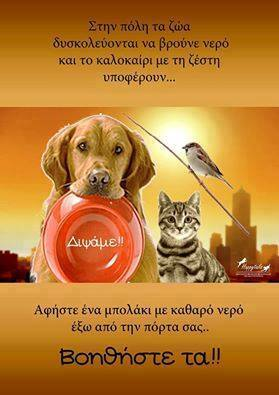 Στην πόλη τα ζώα
δυσκολεύονται να βρούνε νερό
και το καλοκαίρι με τη ζέστη
υποφέρουν...
Διψάμε!!
Αφήστε ένα μπολάκι με καθαρό νερό
έξω από την πόρτα σας..
Βοηθήστε τα!!